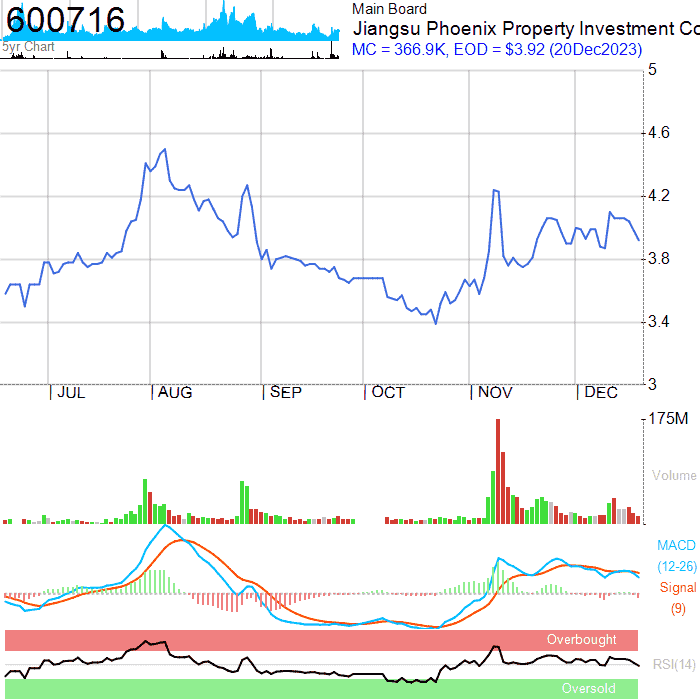 600716
5yr Chart
Main Board
Jiangsu Phoenix Property Investment Co
MC = 366.9K, EOD = $3.92 (20Dec2023)
5
4.6
4.2
3.8
3.4
3
JUL AUG SEP OCT NOV DEC
175M
Volume
MACD
(12-26)
Signal
(9)
Overbought
RSI(14)
Oversold